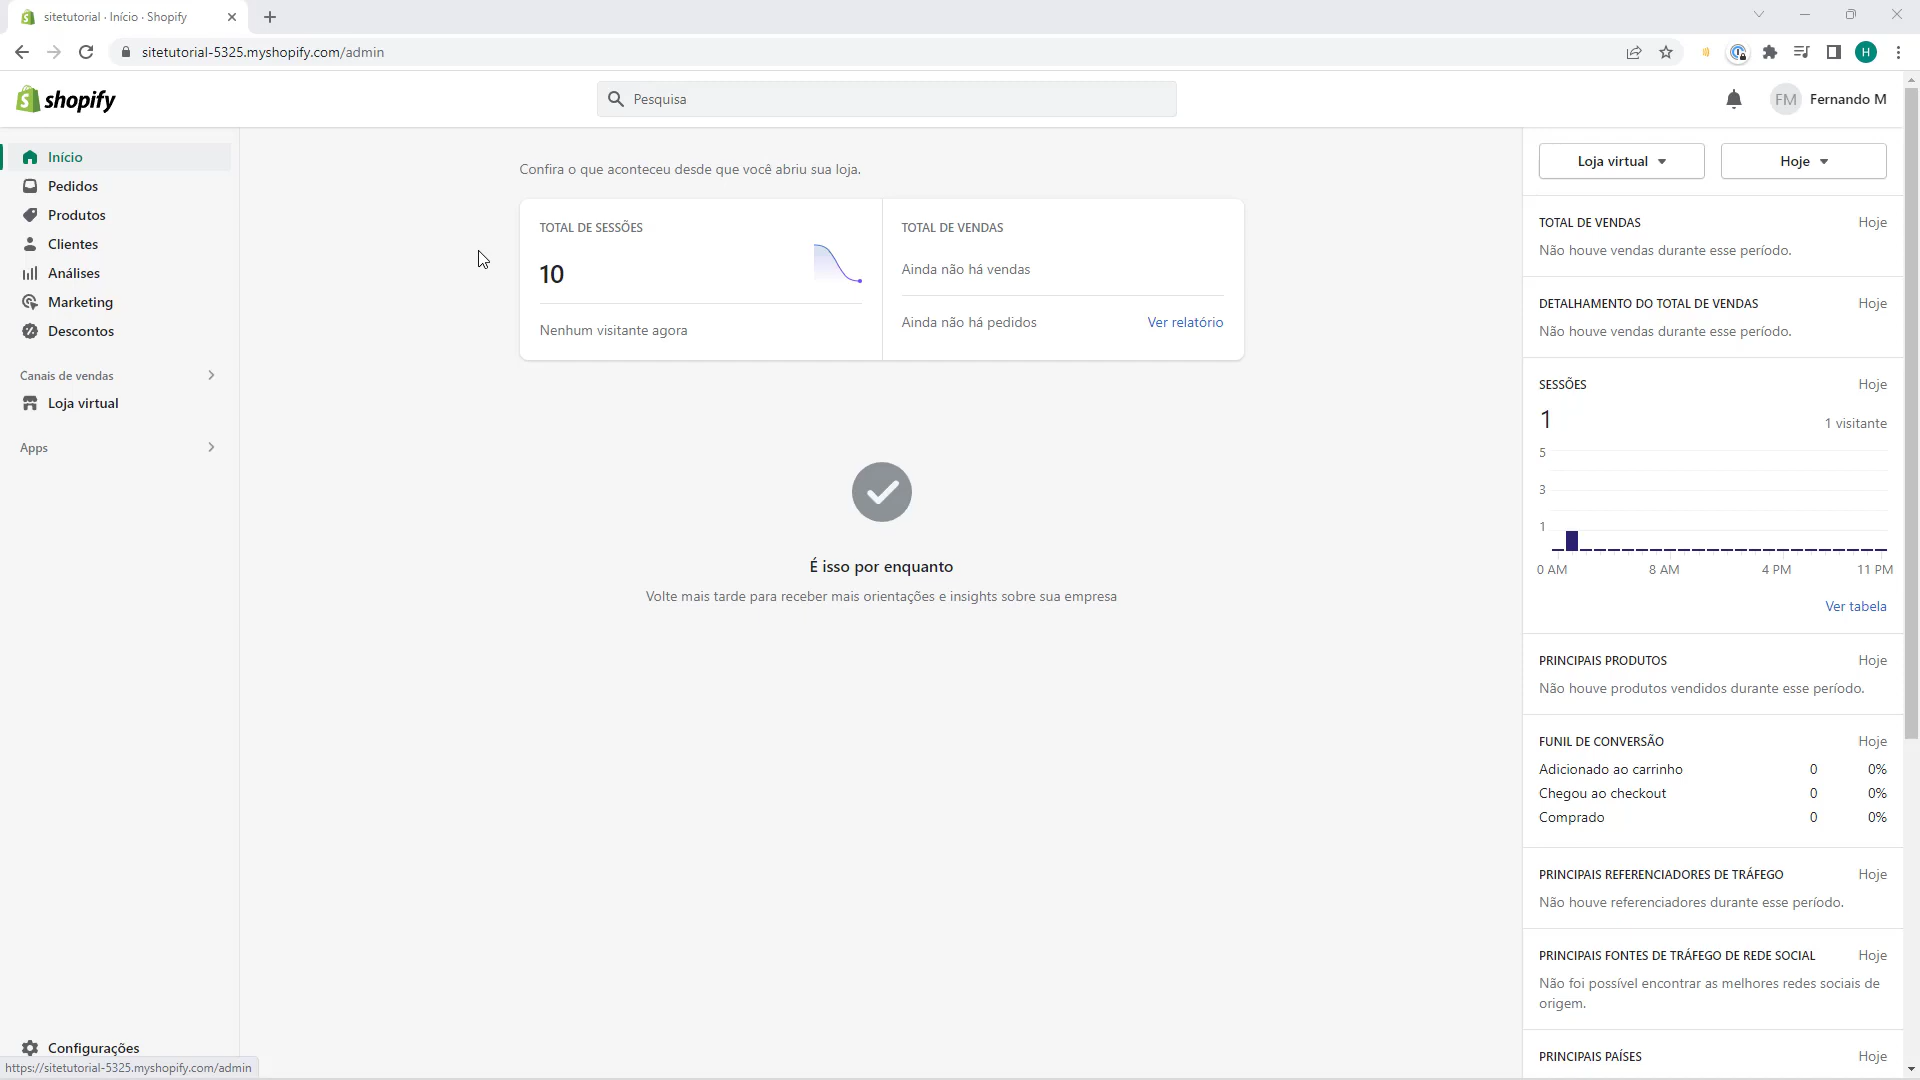 sitetutorial · Início · Shopify
sitetutorial-5325.myshopify.com/admin
H
shopify
Pesquisa
FM
Fernando M
Início
Pedidos
Produtos
Clientes
Análises
Marketing
Descontos
Canais de vendas
Loja virtual
Apps
Configurações
https://sitetutorial-5325.myshopify.com/admin
Confira o que aconteceu desde que você abriu sua loja.
TOTAL DE SESSÕES
10
Nenhum visitante agora
TOTAL DE VENDAS
Ainda não há vendas
Ainda não há pedidos Ver relatório
É isso por enquanto
Volte mais tarde para receber mais orientações e insights sobre sua empresa
Loja virtual Hoje
TOTAL DE VENDAS Hoje
Não houve vendas durante esse período.
DETALHAMENTO DO TOTAL DE VENDAS Hoje
Não houve vendas durante esse período.
SESSÕES Hoje
1 1 visitante
5
3
1
0 AM 8 AM 4 PM 11 PM
Ver tabela
PRINCIPAIS PRODUTOS Hoje
Não houve produtos vendidos durante esse período.
FUNIL DE CONVERSÃO Hoje
Adicionado ao carrinho 0 0%
Chegou ao checkout 0 0%
Comprado 0 0%
PRINCIPAIS REFERENCIADORES DE TRÁFEGO Hoje
Não houve referenciadores durante esse período.
PRINCIPAIS FONTES DE TRÁFEGO DE REDE SOCIAL Hoje
Não foi possível encontrar as melhores redes sociais de
origem.
PRINCIPAIS PAÍSES Hoje